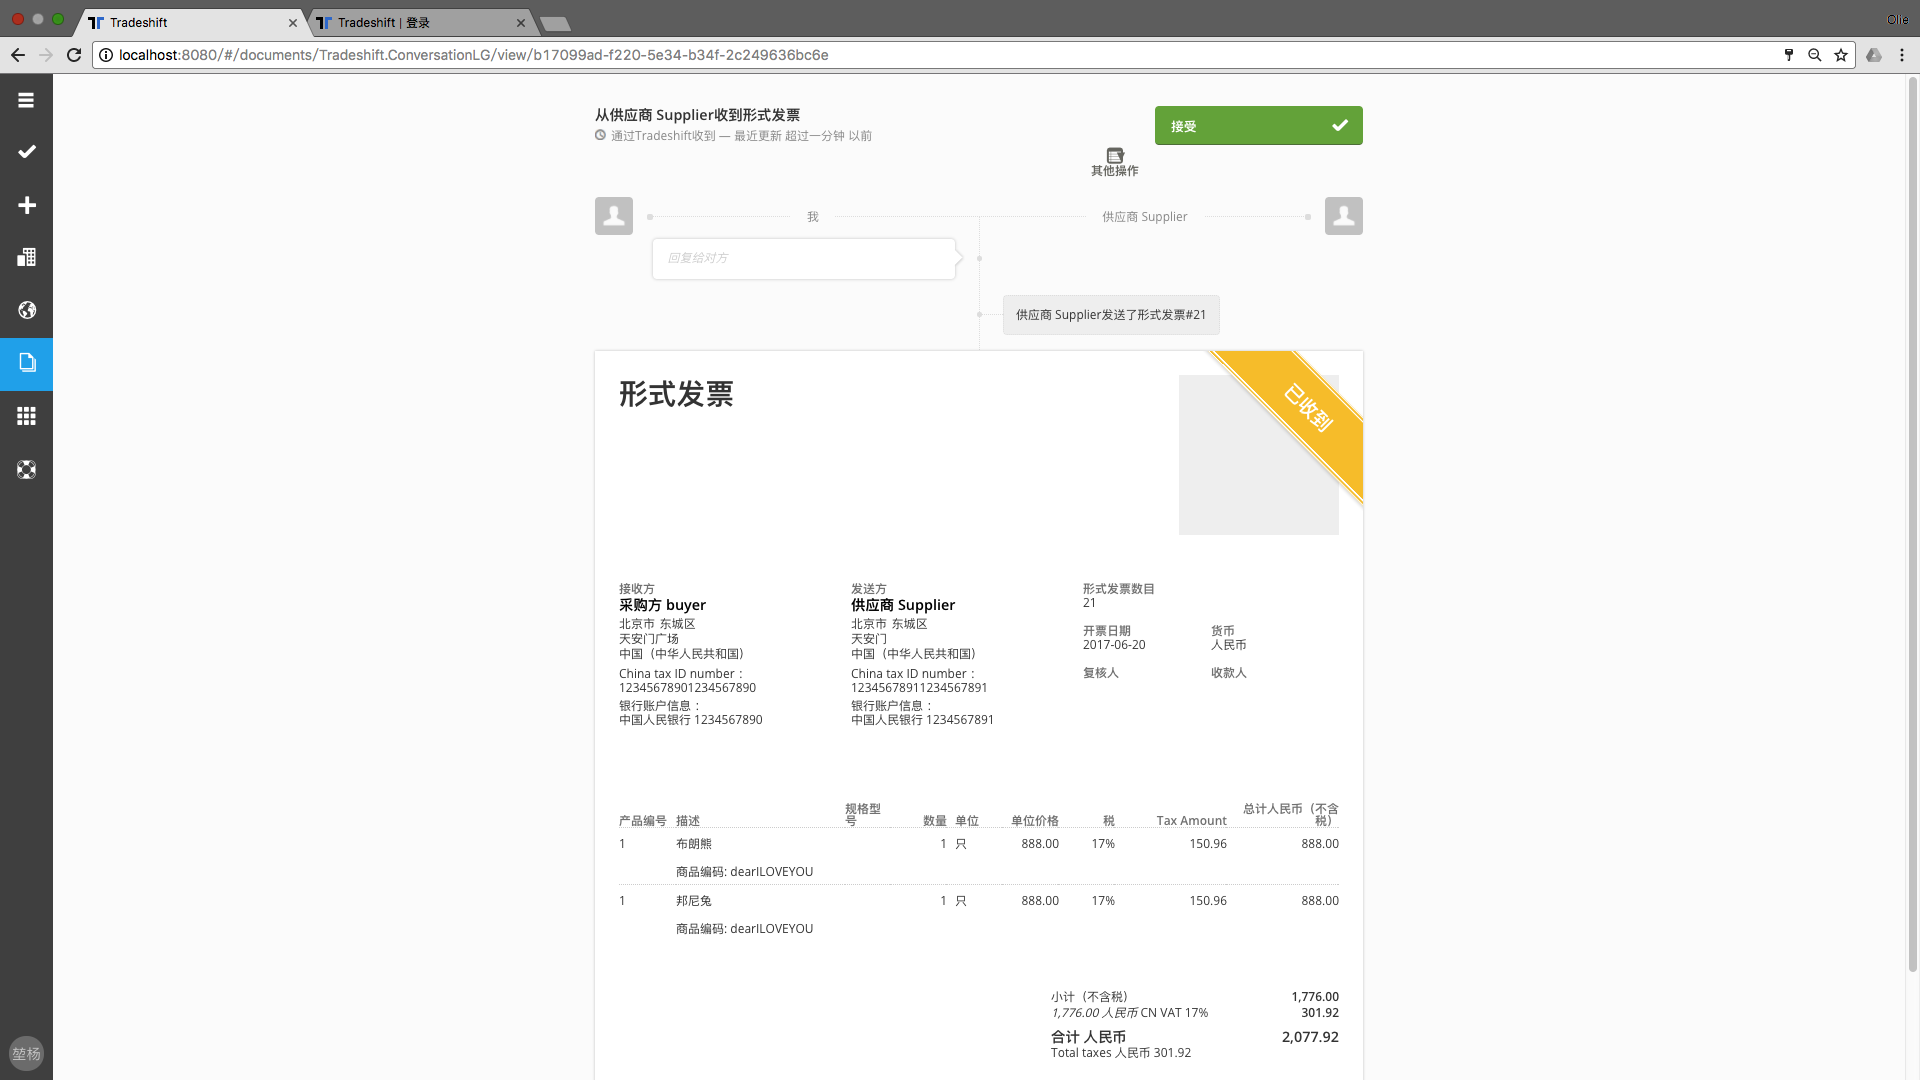 Tradeshift
Tradeshift | 登录
Olie
localhost:8080/#/documents/Tradeshift.ConversationLG/view/b17099ad-f220-5e34-b34f-2c249636bc6e
从供应商 Supplier收到形式发票
通过Tradeshift收到 — 最近更新 超过一分钟 以前
接受
其他操作
我
供应商 Supplier
回复给对方
供应商 Supplier发送了形式发票#21
形式发票
已收到
接收方
采购方 buyer
北京市 东城区
天安门广场
中国（中华人民共和国）
China tax ID number：
12345678901234567890
银行账户信息：
中国人民银行 1234567890
发送方
供应商 Supplier
北京市 东城区
天安门
中国（中华人民共和国）
China tax ID number：
12345678911234567891
银行账户信息：
中国人民银行 1234567891
形式发票数目
21
开票日期 货币
2017-06-20 人民币
复核人 收款人
产品编号 描述 规格型号 数量 单位 单位价格 税 Tax Amount 总计人民币（不含税）
1 布朗熊 1 只 888.00 17% 150.96 888.00
商品编码: dearILOVEYOU
1 邦尼兔 1 只 888.00 17% 150.96 888.00
商品编码: dearILOVEYOU
小计（不含税） 1,776.00
1,776.00 人民币 CN VAT 17% 301.92
合计 人民币 2,077.92
Total taxes 人民币 301.92
堃杨